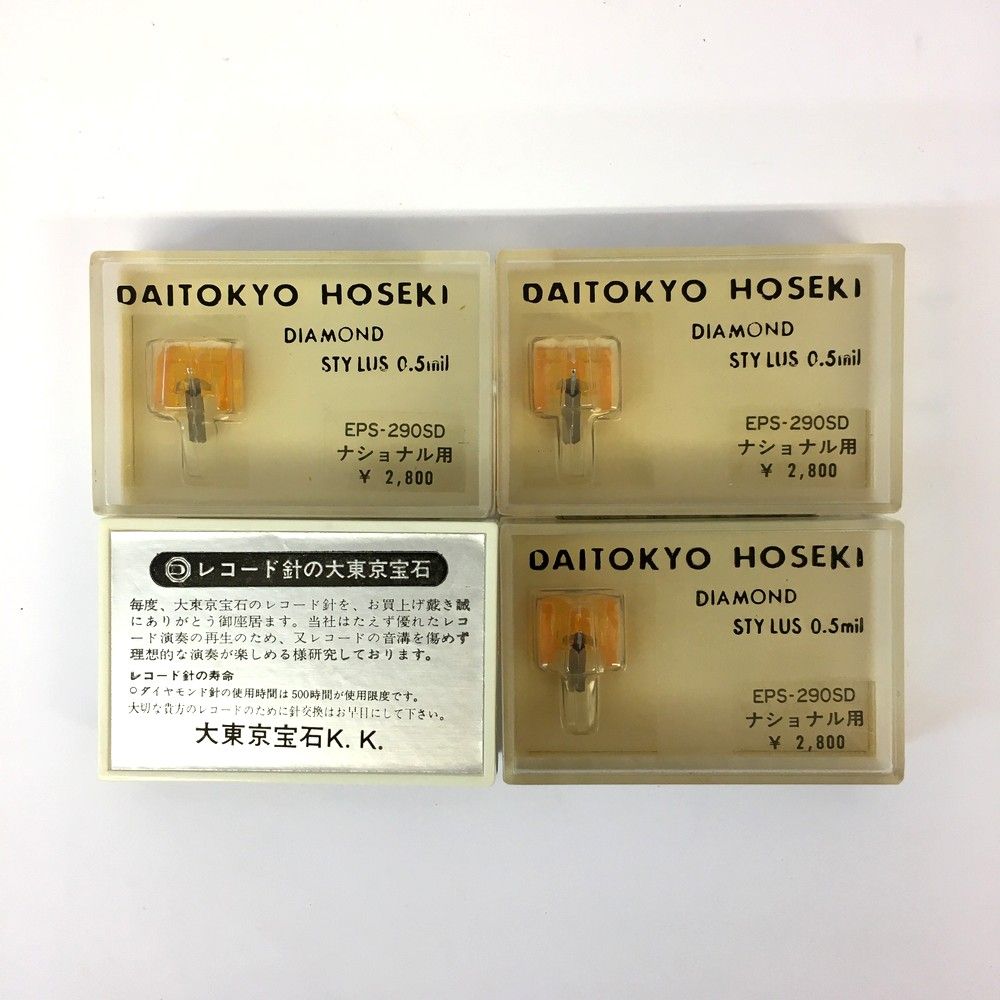 DAITOKYO HOSEKI
DIAMOND
STYLUS 0.5mil
EPS-290SD
ナショナル用
¥ 2,800
DAITOKYO HOSEKI
DIAMOND
STYLUS 0.5mil
EPS-290SD
ナショナル用
¥ 2,800
レコード針の大東京宝石
毎度、大東京宝石のレコード針を、お買上げ戴き誠
にありがとう御座居ます。当社はたえず優れたレコ
ード演奏の再生のため、又レコードの音溝を傷めず
理想的な演奏が楽しめる様研究しております。
レコード針の寿命
○ダイヤモンド針の使用時間は500時間が使用限度です。
大切な貴方のレコードのために針交換はお早目にして下さい。
大東京宝石K.K.
DAITOKYO HOSEKI
DIAMOND
STYLUS 0.5mil
EPS-290SD
ナショナル用
¥ 2,800